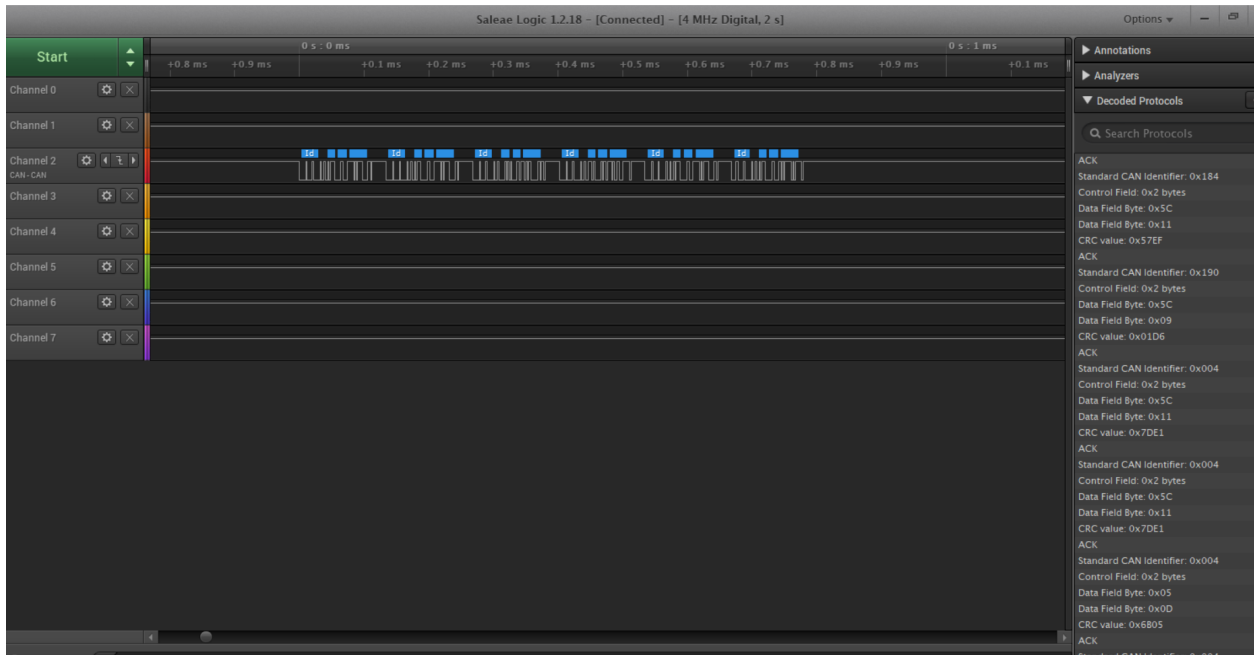 Saleae Logic 1.2.18 - [Connected] - [4 MHz Digital, 2 s]
Options
Start
0 s : 0 ms
0 s : 1 ms
+0.8 ms +0.9 ms +0.1 ms +0.2 ms +0.3 ms +0.4 ms +0.5 ms +0.6 ms +0.7 ms +0.8 ms +0.9 ms +0.1 ms
Channel 0
Channel 1
Channel 2
CAN - CAN
Id Id Id Id Id Id
Channel 3
Channel 4
Channel 5
Channel 6
Channel 7
Annotations
Analyzers
Decoded Protocols
Search Protocols
ACK
Standard CAN Identifier: 0x184
Control Field: 0x2 bytes
Data Field Byte: 0x5C
Data Field Byte: 0x11
CRC value: 0x57EF
ACK
Standard CAN Identifier: 0x190
Control Field: 0x2 bytes
Data Field Byte: 0x5C
Data Field Byte: 0x09
CRC value: 0x01D6
ACK
Standard CAN Identifier: 0x004
Control Field: 0x2 bytes
Data Field Byte: 0x5C
Data Field Byte: 0x11
CRC value: 0x7DE1
ACK
Standard CAN Identifier: 0x004
Control Field: 0x2 bytes
Data Field Byte: 0x5C
Data Field Byte: 0x11
CRC value: 0x7DE1
ACK
Standard CAN Identifier: 0x004
Control Field: 0x2 bytes
Data Field Byte: 0x05
Data Field Byte: 0x0D
CRC value: 0x6B05
ACK